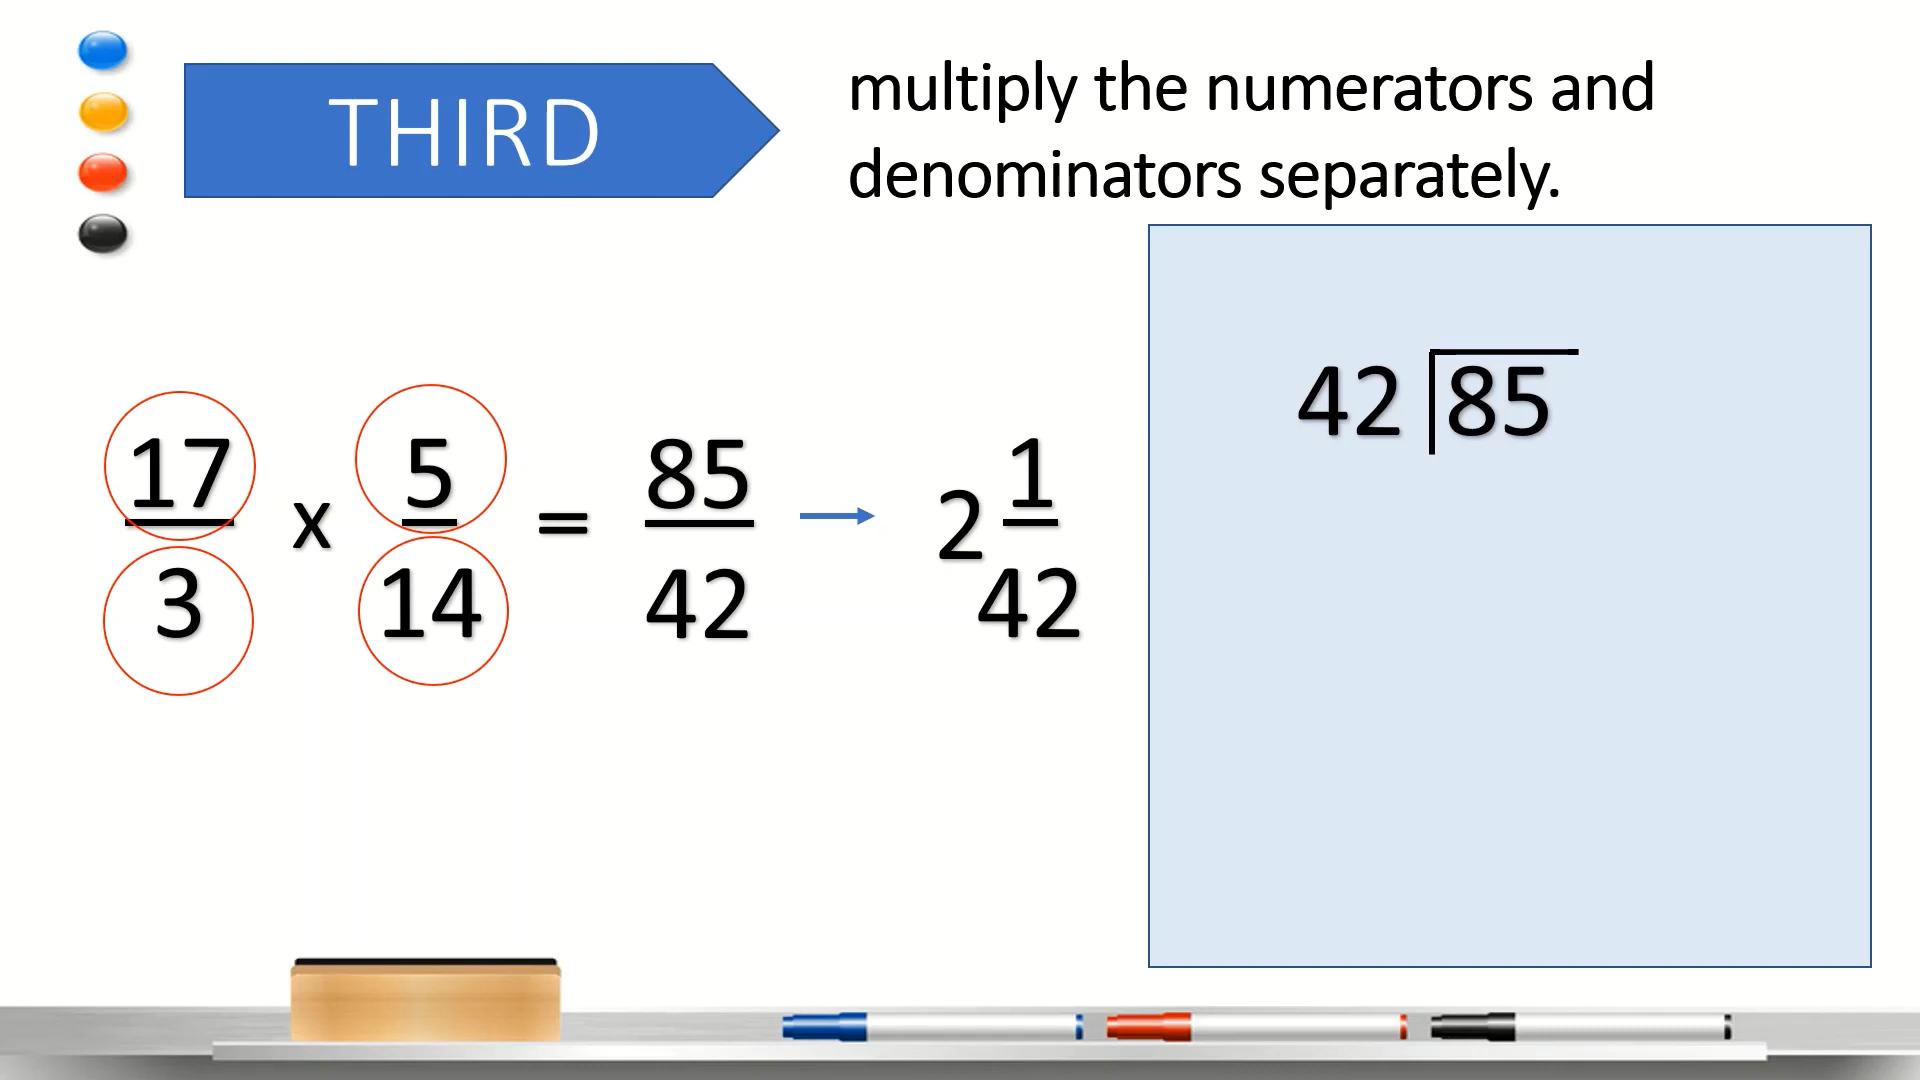 THIRD
multiply the numerators and
denominators separately.
17 x 5 = 85 → 2 1
3 14 42 42
42 85